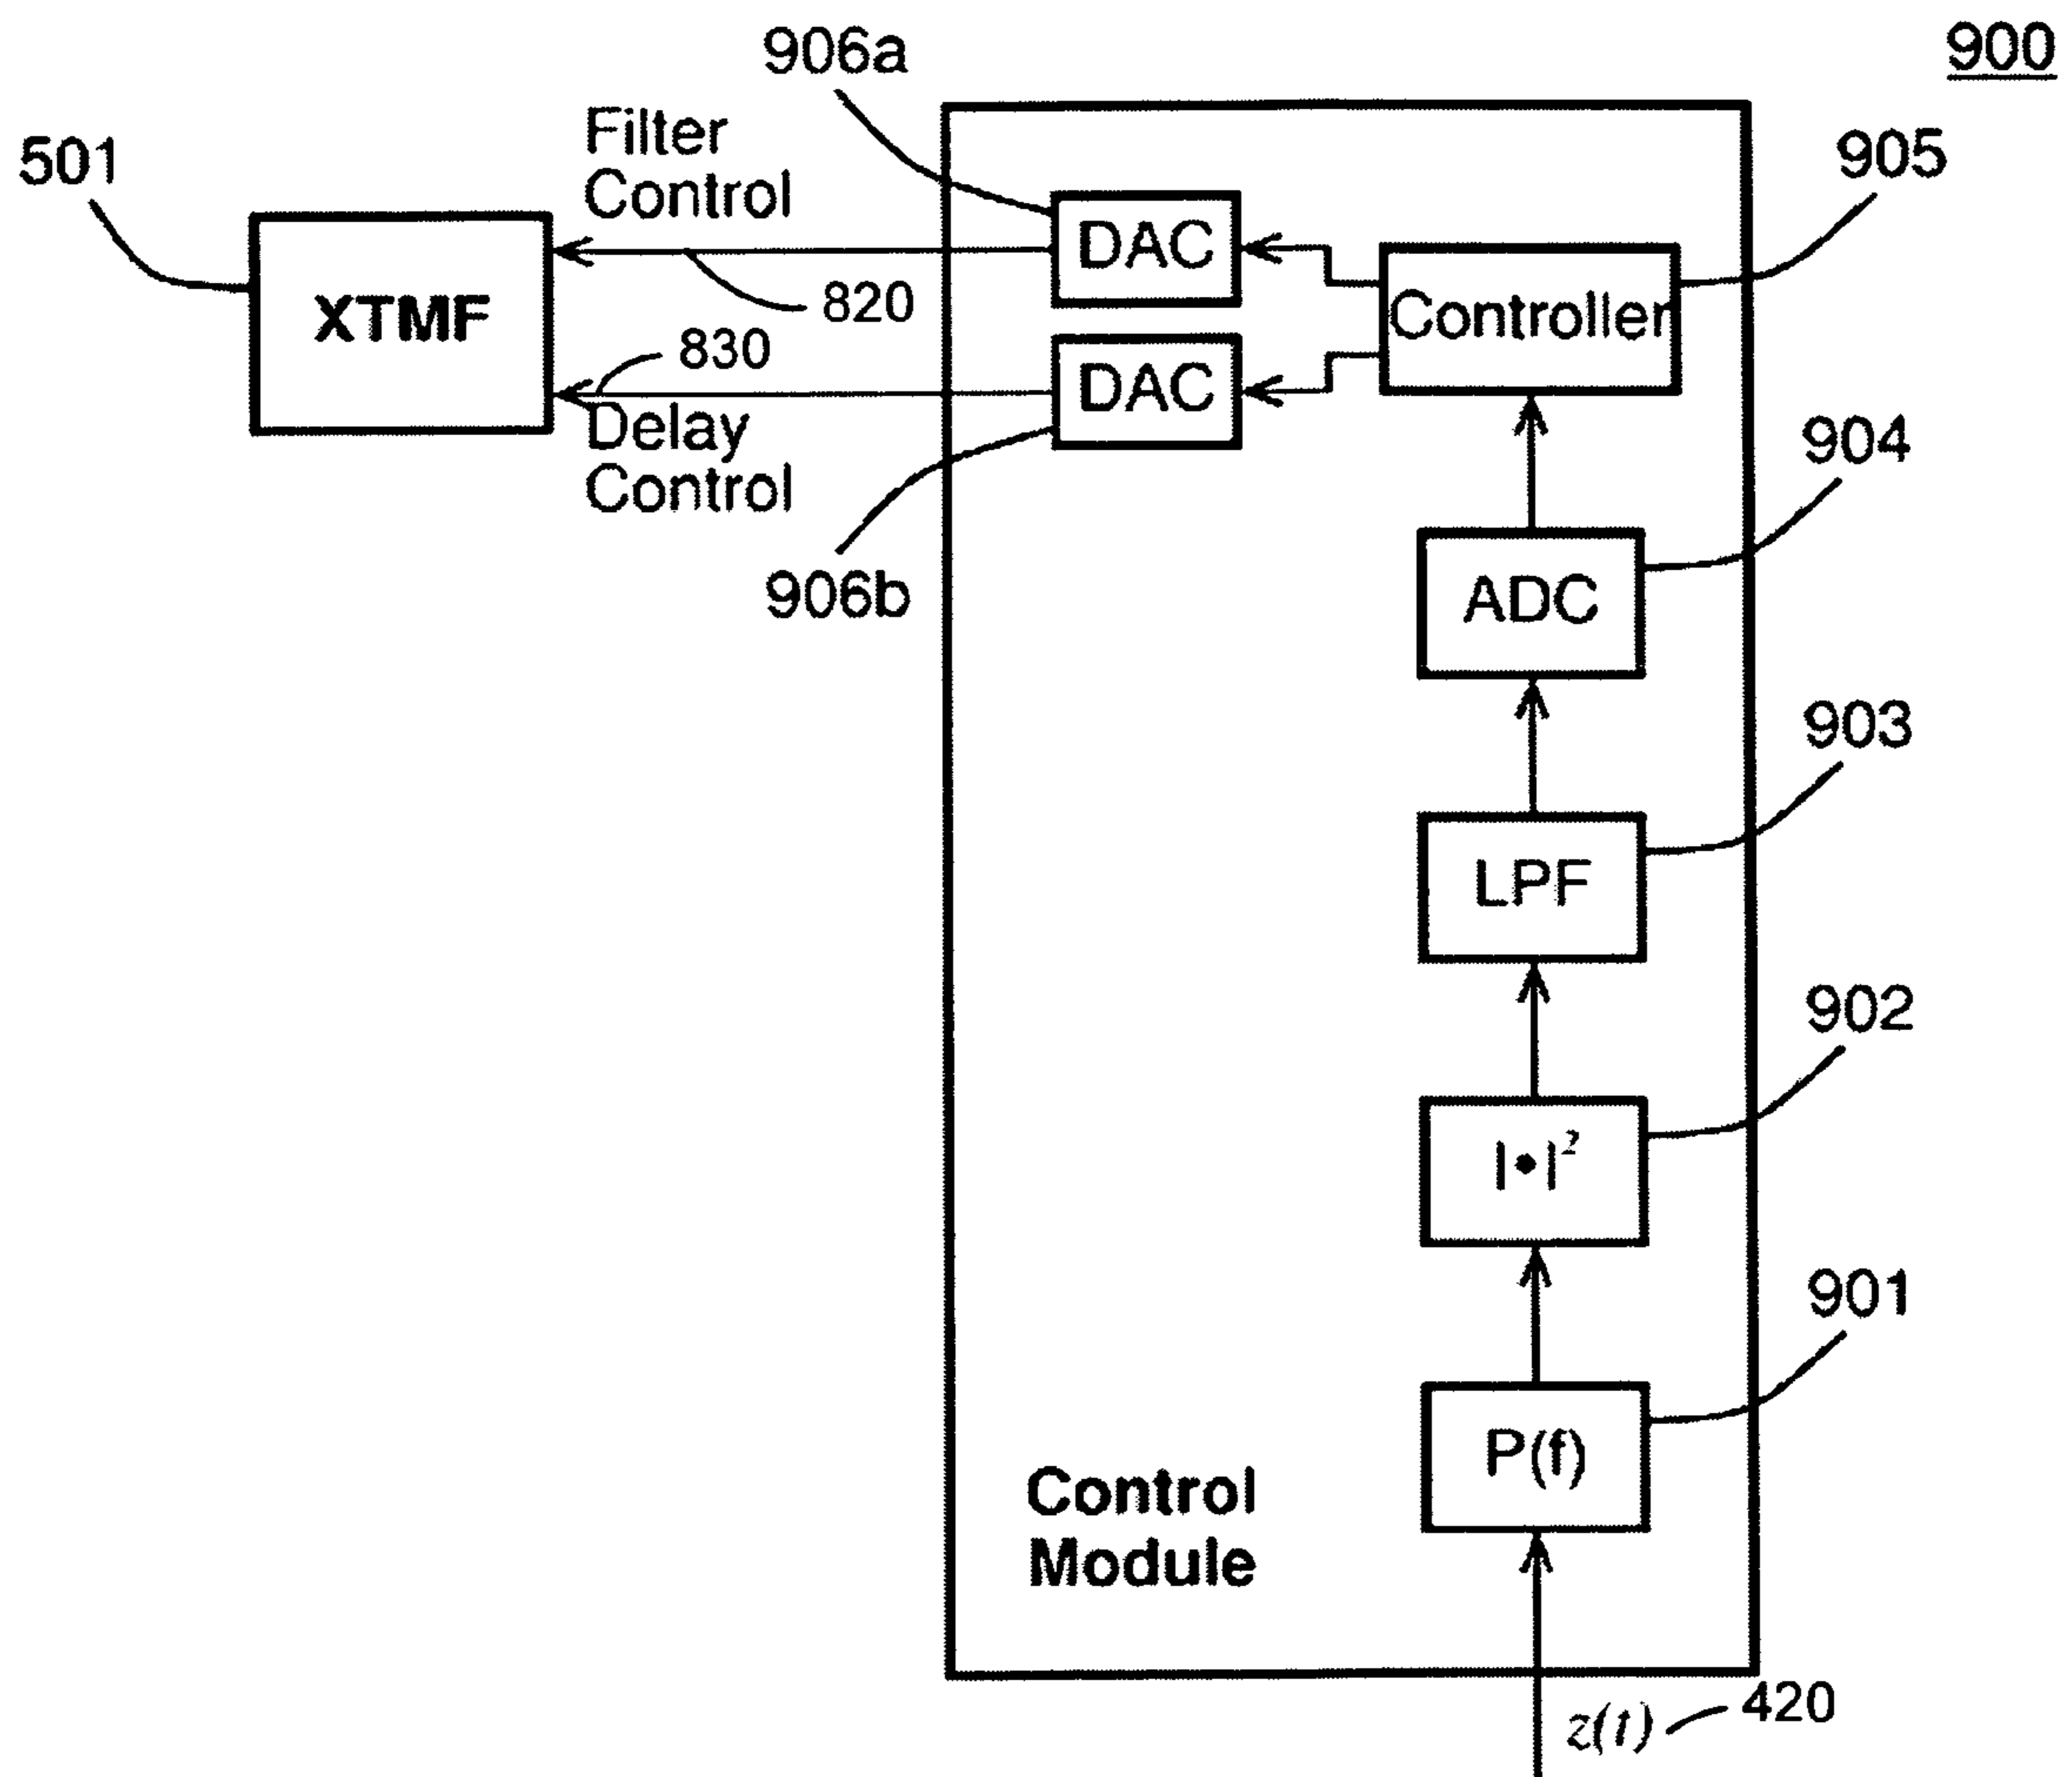 900
906a
Filter
Control
501
905
DAC
XTMF
820
Controller
830
DAC
Delay
Control
904
906b
ADC
903
LPF
902
|•|²
901
P(f)
Control
Module
z(t)
420